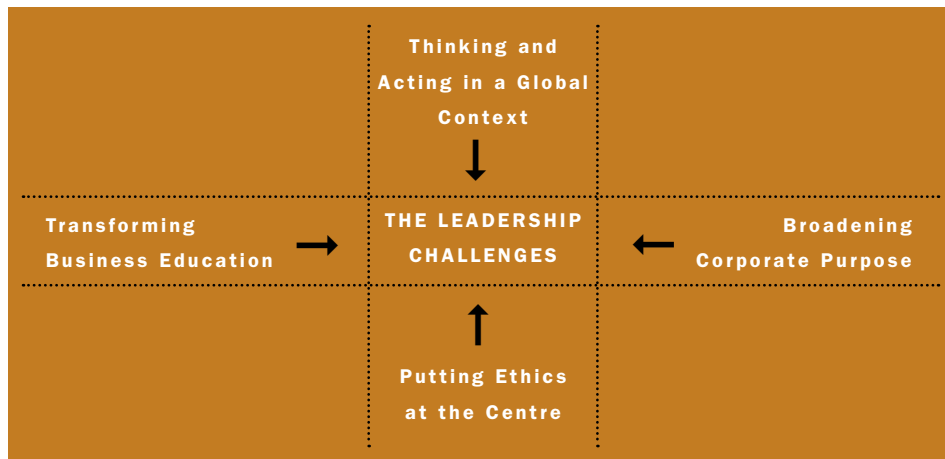 Thinking and
Acting in a Global
Context
Transforming
Business Education
THE LEADERSHIP
CHALLENGES
Broadening
Corporate Purpose
Putting Ethics
at the Centre